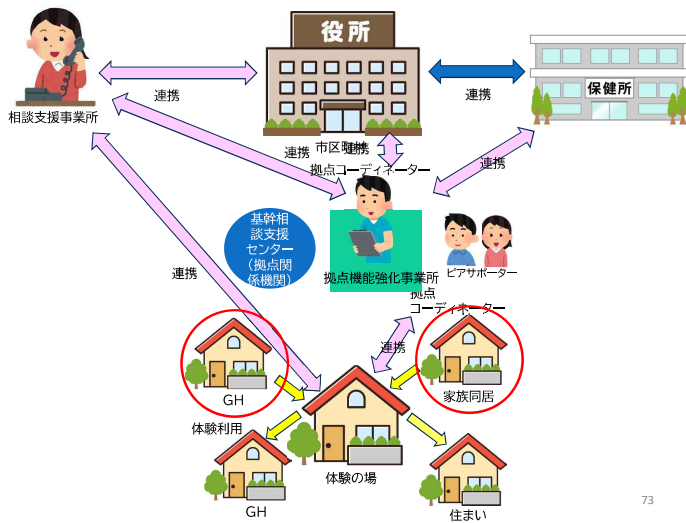 役所
保健所
連携
連携
相談支援事業所
連携
市区町村
連携
拠点コーディネーター
連携
基幹相
談支援
センター
（拠点関
係機関）
連携
拠点機能強化事業所
ピアサポーター
拠点
コーディネーター
連携
GH
体験利用
家族同居
体験の場
GH
住まい
73